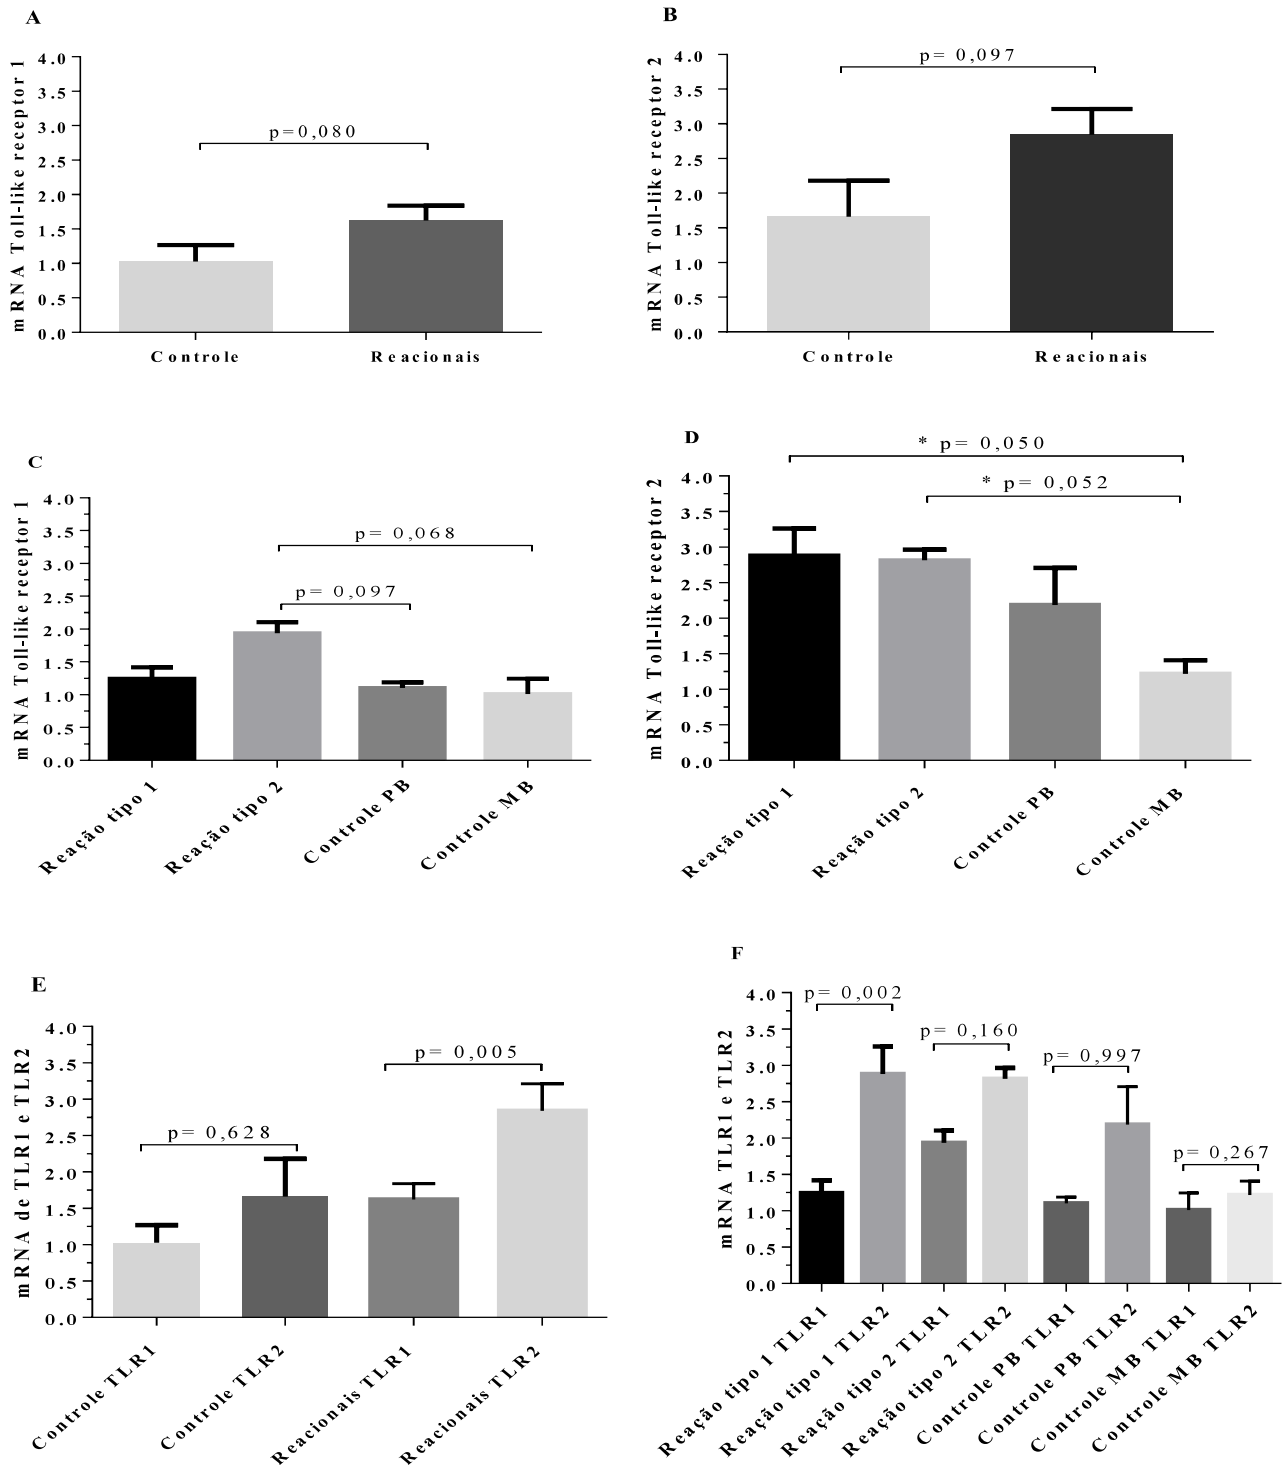 A
mRNA Toll-like receptor 1
4.0
3.5
3.0
2.5
2.0
1.5
1.0
0.5
0.0
p=0,080
Controle
Reacionais
B
mRNA Toll-like receptor 2
4.0
3.5
3.0
2.5
2.0
1.5
1.0
0.5
0.0
p= 0,097
Controle
Reacionais
C
mRNA Toll-like receptor 1
4.0
3.5
3.0
2.5
2.0
1.5
1.0
0.5
0.0
p= 0,068
p= 0,097
Reação tipo 1
Reação tipo 2
Controle PB
Controle MB
D
mRNA Toll-like receptor 2
4.0
3.5
3.0
2.5
2.0
1.5
1.0
0.5
0.0
* p= 0,050
* p= 0,052
Reação tipo 1
Reação tipo 2
Controle PB
Controle MB
E
mRNA de TLR1 e TLR2
4.0
3.5
3.0
2.5
2.0
1.5
1.0
0.5
0.0
p= 0,628
p= 0,005
Controle TLR1
Controle TLR2
Reacionais TLR1
Reacionais TLR2
F
mRNA TLR1 e TLR2
4.0
3.5
3.0
2.5
2.0
1.5
1.0
0.5
0.0
p= 0,002
p= 0,160
p= 0,997
p= 0,267
Reação tipo 1 TLR1
Reação tipo 1 TLR2
Reação tipo 2 TLR1
Reação tipo 2 TLR2
Controle PB TLR1
Controle PB TLR2
Controle MB TLR1
Controle MB TLR2